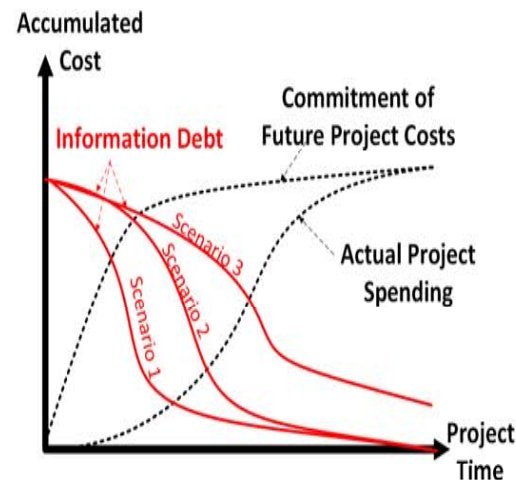 Accumulated
Cost
Commitment of
Future Project Costs
Information Debt
Scenario 3
Scenario 2
Scenario 1
Actual Project
Spending
Project
Time